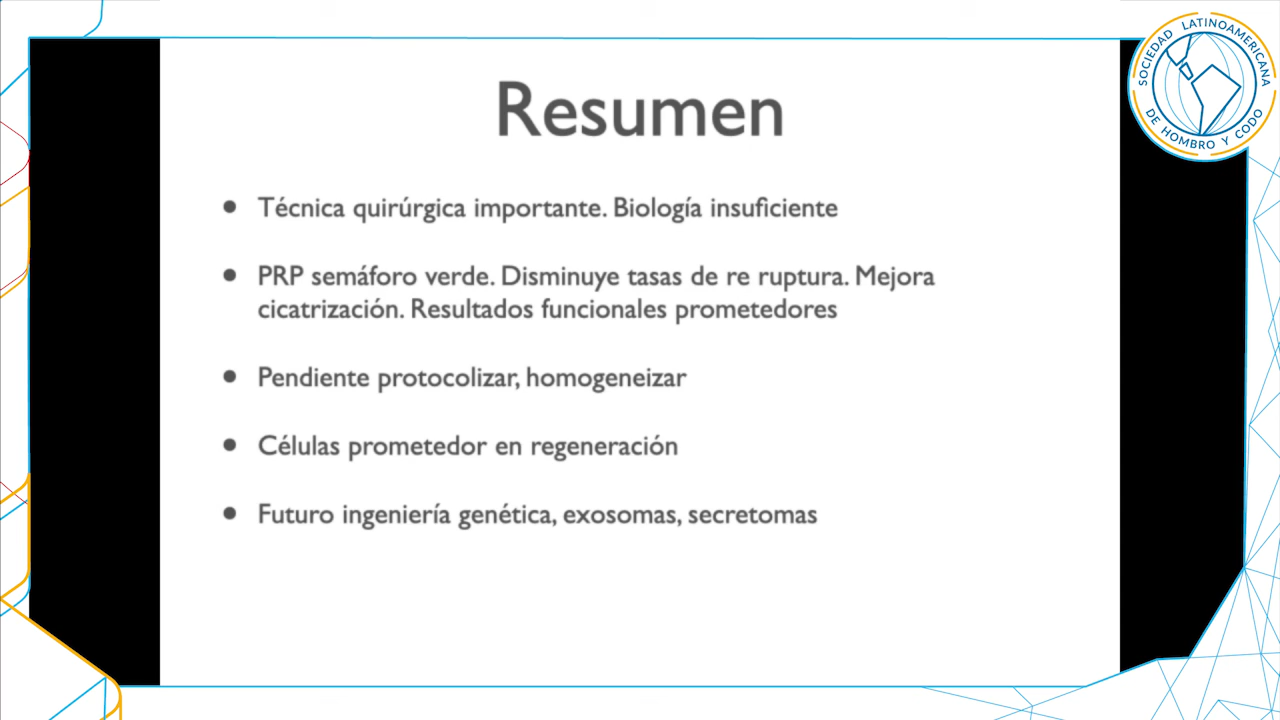 Resumen
SOCIEDAD LATINOAMERICANA
DE HOMBRO Y CODO
• Técnica quirúrgica importante. Biología insuficiente
• PRP semáforo verde. Disminuye tasas de re ruptura. Mejora
cicatrización. Resultados funcionales prometedores
• Pendiente protocolizar, homogeneizar
• Células prometedor en regeneración
• Futuro ingeniería genética, exosomas, secretomas